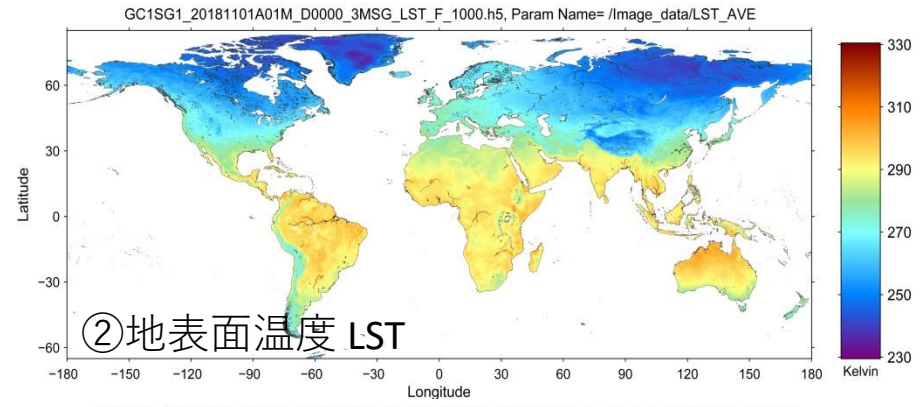 GC1SG1_20181101A01M_D0000_3MSG_LST_F_1000.h5, Param Name= /Image_data/LST_AVE
330
310
290
270
250
230
Kelvin
60
30
0
−30
−60
Latitude
②地表面温度 LST
−180 −150 −120 −90 −60 −30 0 30 60 90 120 150 180
Longitude